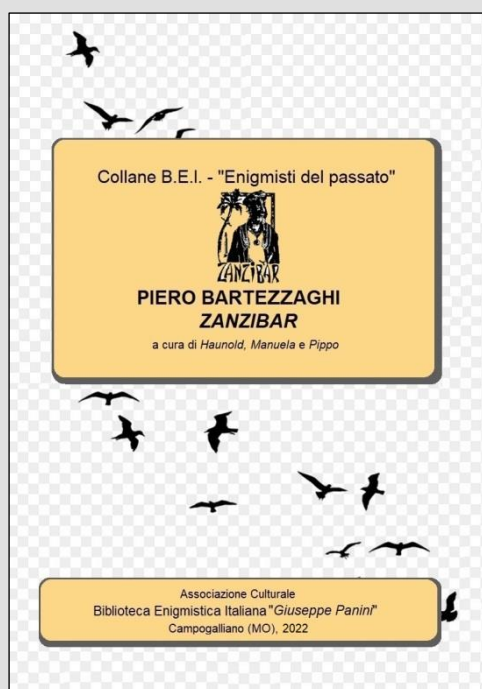 Collane B.E.I. - "Enigmisti del passato"
ZANZIBAR
PIERO BARTEZZAGHI
ZANZIBAR
a cura di Haunold, Manuela e Pippo
Associazione Culturale
Biblioteca Enigmistica Italiana "Giuseppe Panini"
Campogalliano (MO), 2022